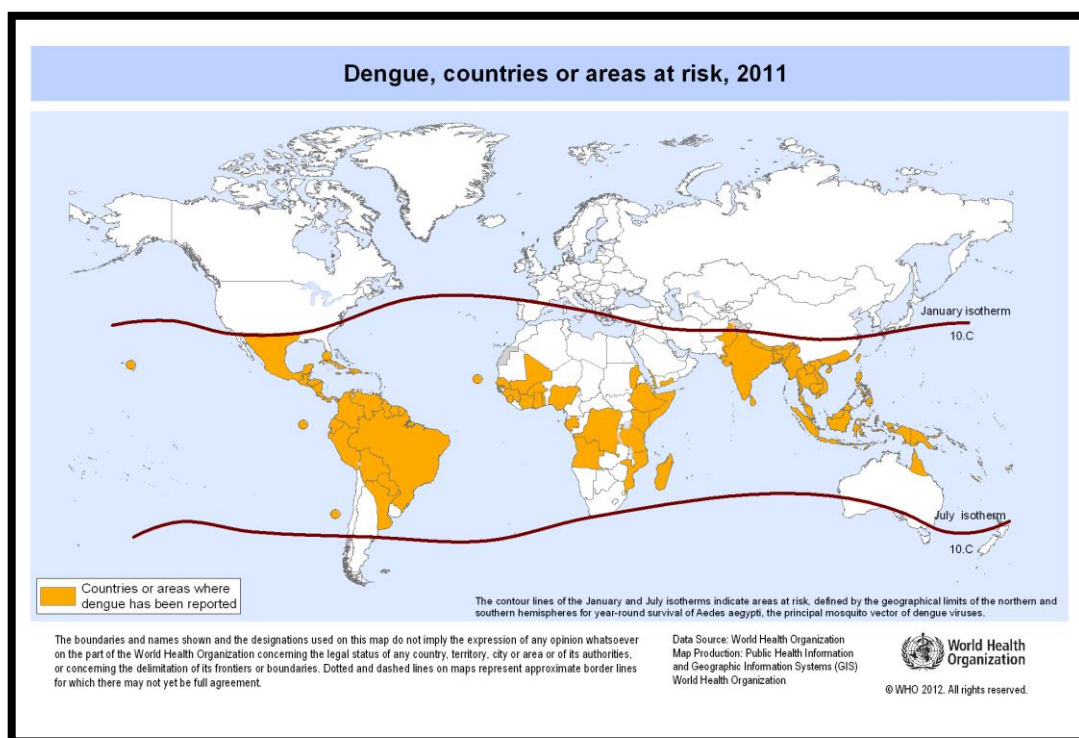 Dengue, countries or areas at risk, 2011
January isotherm
10.C
July isotherm
10.C
Countries or areas where
dengue has been reported
The contour lines of the January and July isotherms indicate areas at risk, defined by the geographical limits of the northern and
southern hemispheres for year-round survival of Aedes aegypti, the principal mosquito vector of dengue viruses.
The boundaries and names shown and the designations used on this map do not imply the expression of any opinion whatsoever
on the part of the World Health Organization concerning the legal status of any country, territory, city or area or of its authorities,
or concerning the delimitation of its frontiers or boundaries. Dotted and dashed lines on maps represent approximate border lines
for which there may not yet be full agreement.
Data Source: World Health Organization
Map Production: Public Health Information
and Geographic Information Systems (GIS)
World Health Organization
World Health
Organization
© WHO 2012. All rights reserved.